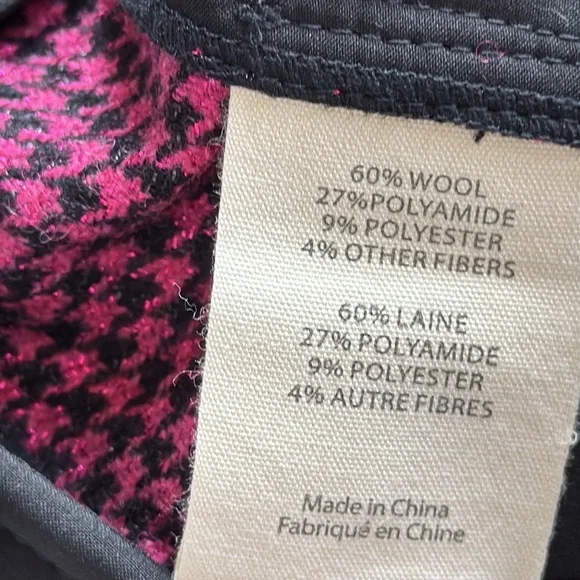 60% WOOL
27%POLYAMIDE
9% POLYESTER
4% OTHER FIBERS
60% LAINE
27% POLYAMIDE
9% POLYESTER
4% AUTRE FIBRES
Made in China
Fabriqué en Chine